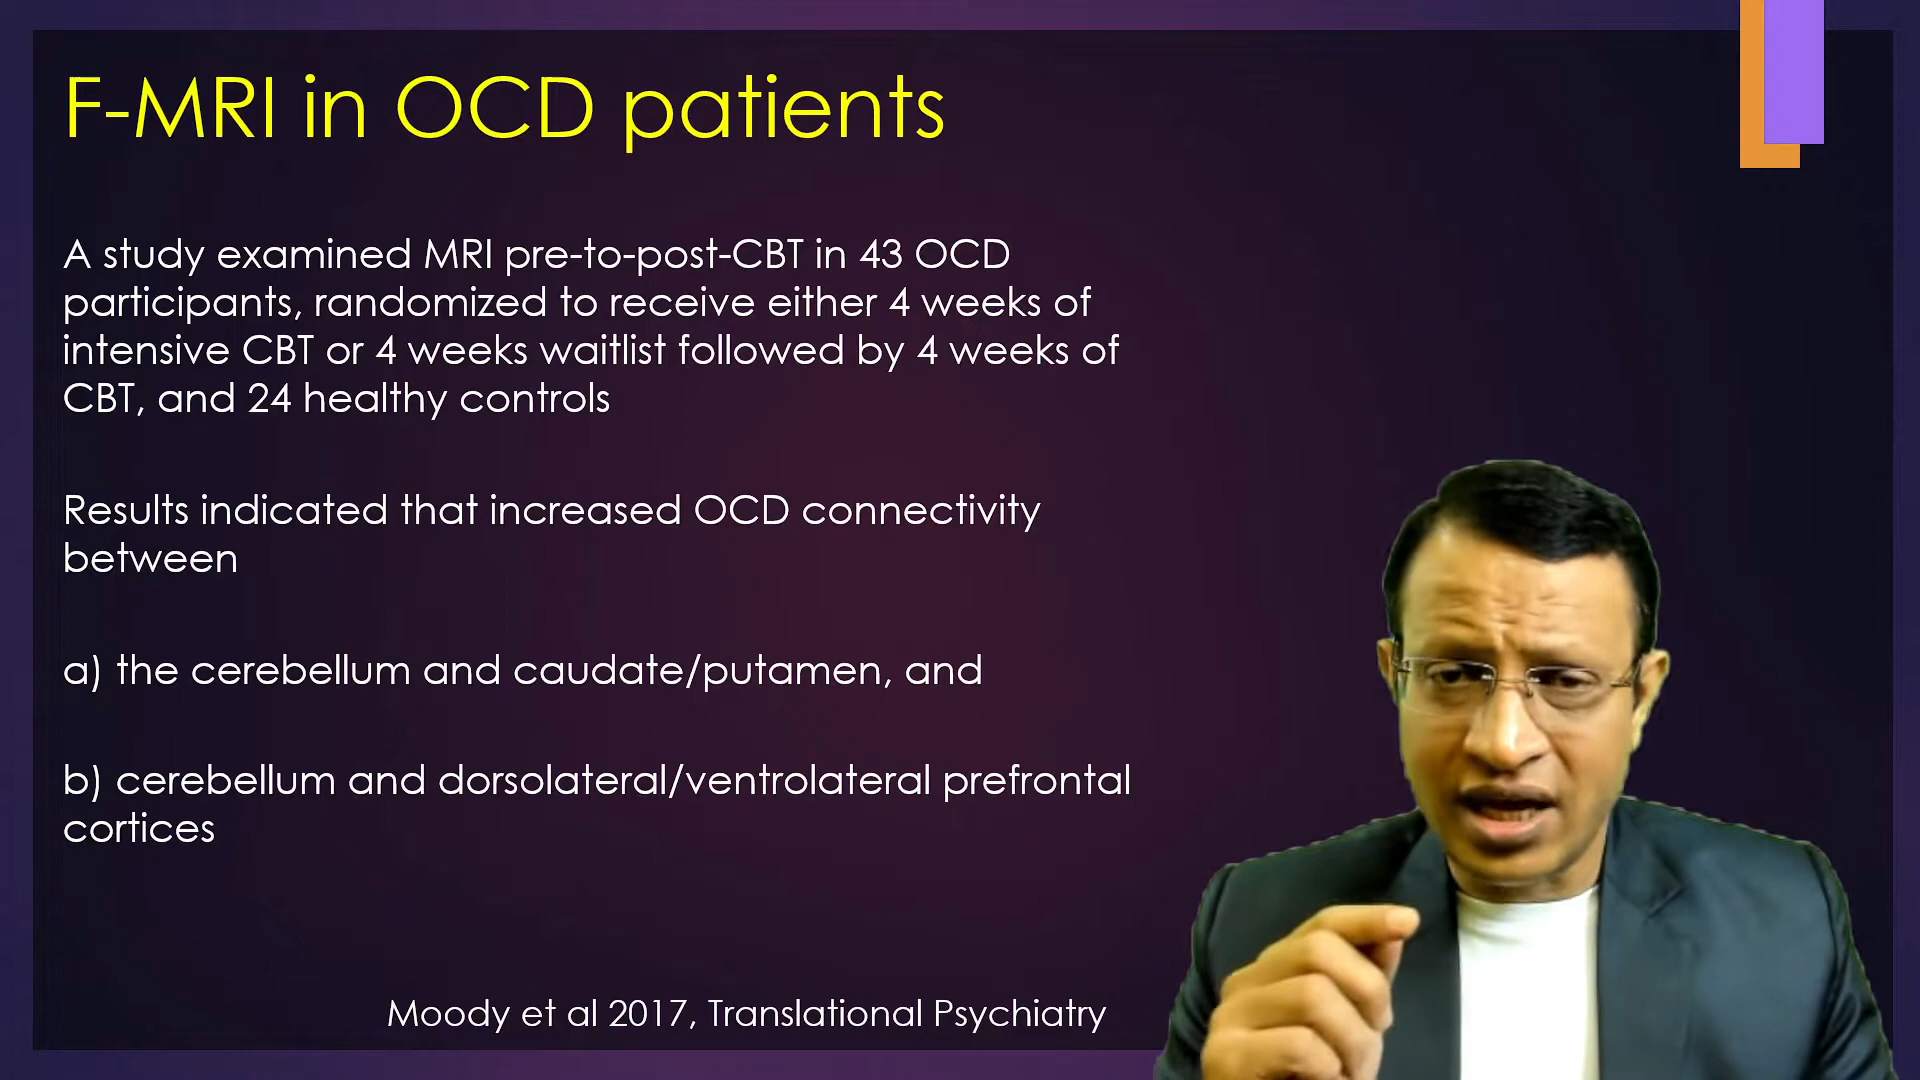 F-MRI in OCD patients
A study examined MRI pre-to-post-CBT in 43 OCD
participants, randomized to receive either 4 weeks of
intensive CBT or 4 weeks waitlist followed by 4 weeks of
CBT, and 24 healthy controls
Results indicated that increased OCD connectivity
between
a) the cerebellum and caudate/putamen, and
b) cerebellum and dorsolateral/ventrolateral prefrontal
cortices
Moody et al 2017, Translational Psychiatry